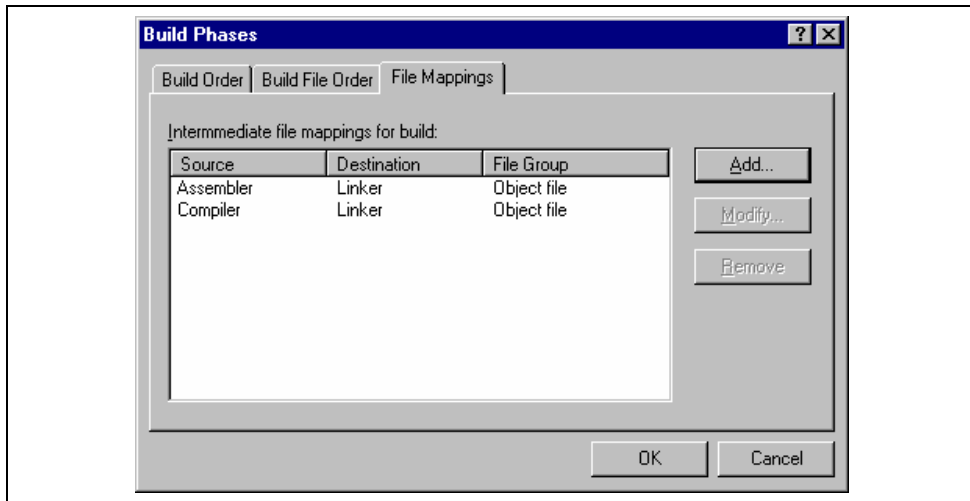 Build Phases
Build Order Build File Order File Mappings
Intermmediate file mappings for build:
Source Destination File Group
Assembler Linker Object file
Compiler Linker Object file
Add...
Modify...
Remove
OK Cancel